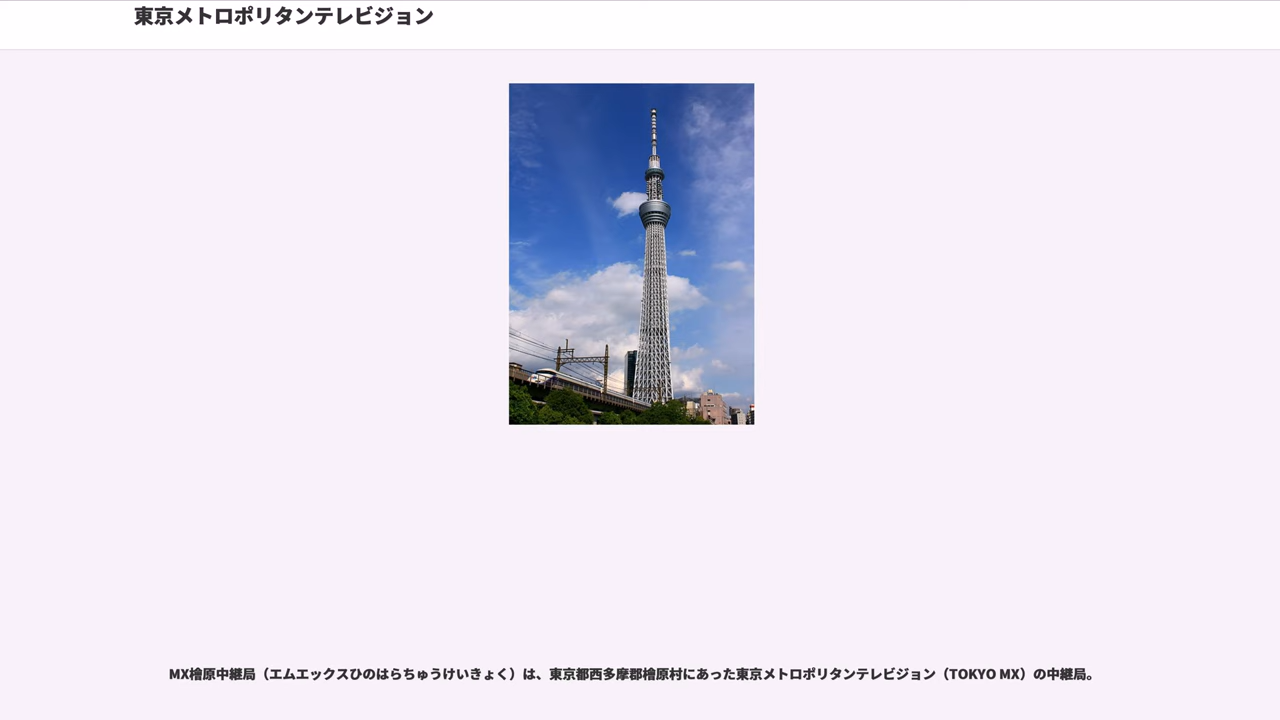 東京メトロポリタンテレビジョン
MX檜原中継局（エムエックスひのはらちゅうけいきょく）は、東京都西多摩郡檜原村にあった東京メトロポリタンテレビジョン（TOKYO MX）の中継局。